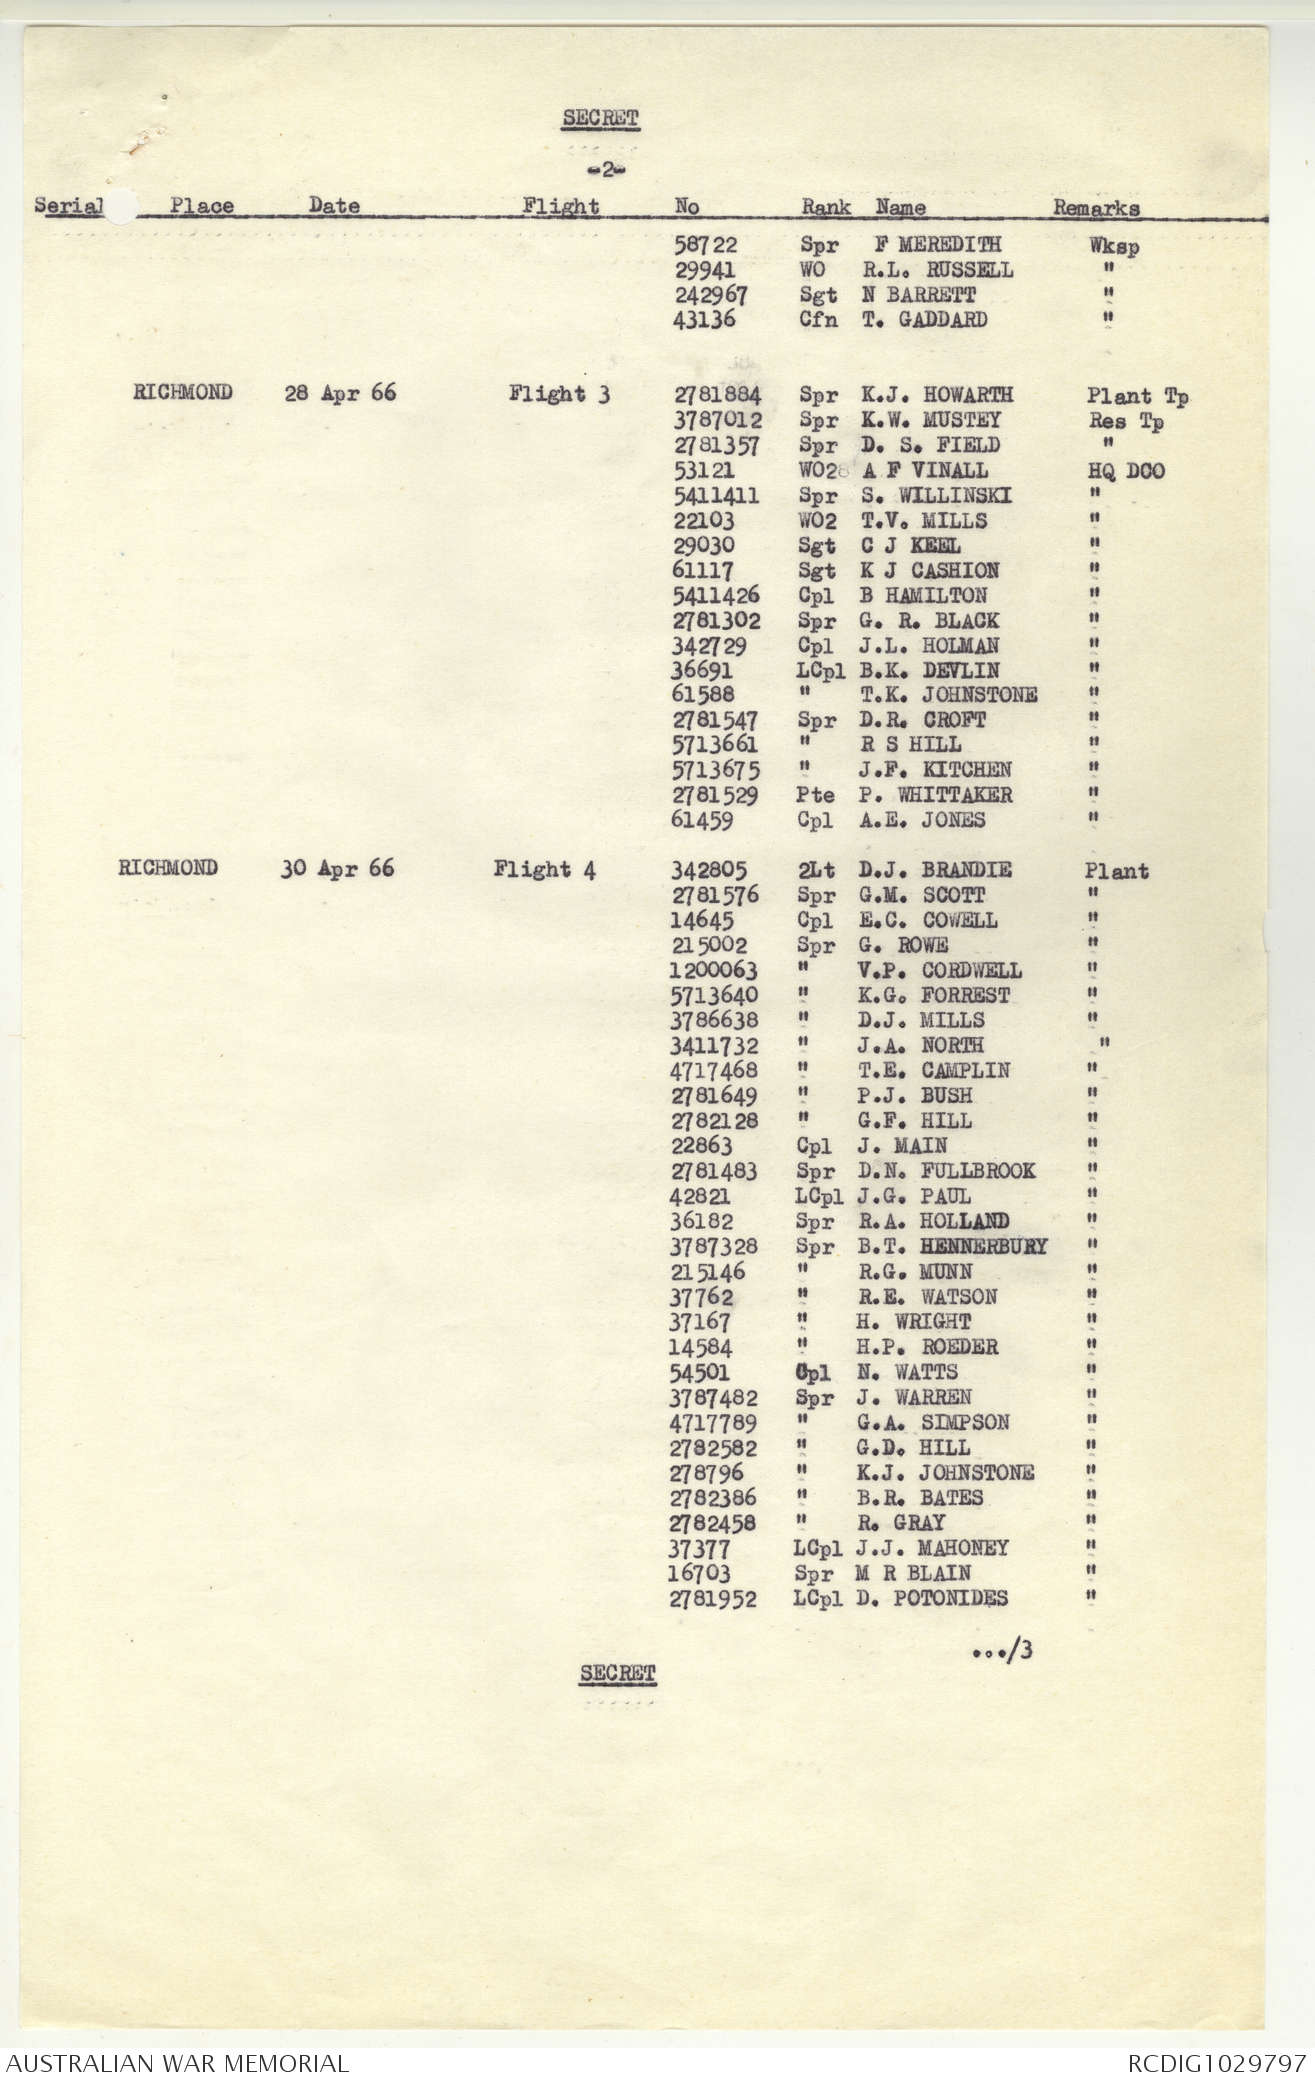 SECRET
-2-
Serial Place Date Flight No Rank Name Remarks
58722 Spr F MEREDITH Wksp
29941 WO R.L. RUSSELL "
242967 Sgt N BARRETT "
43136 Cfn T. GADDARD "
RICHMOND 28 Apr 66 Flight 3 2781884 Spr K.J. HOWARTH Plant Tp
3787012 Spr K.W. MUSTEY Res Tp
2781357 Spr D. S. FIELD "
53121 WO2 A F VINALL HQ DCO
5411411 Spr S. WILLINSKI "
22103 WO2 T.V. MILLS "
29030 Sgt C J KEEL "
61117 Sgt K J CASHION "
5411426 Cpl B HAMILTON "
2781302 Spr G. R. BLACK "
342729 Cpl J.L. HOLMAN "
36691 LCpl B.K. DEVLIN "
61588 " T.K. JOHNSTONE "
2781547 Spr D.R. CROFT "
5713661 " R S HILL "
5713675 " J.F. KITCHEN "
2781529 Pte P. WHITTAKER "
61459 Cpl A.E. JONES "
RICHMOND 30 Apr 66 Flight 4 342805 2Lt D.J. BRANDIE Plant
2781576 Spr G.M. SCOTT "
14645 Cpl E.C. COWELL "
215002 Spr G. ROWE "
1200063 " V.P. CORDWELL "
5713640 " K.G. FORREST "
3786638 " D.J. MILLS "
3411732 " J.A. NORTH "
4717468 " T.E. CAMPLIN "
2781649 " P.J. BUSH "
2782128 " G.F. HILL "
22863 Cpl J. MAIN "
2781483 Spr D.N. FULLBROOK "
42821 LCpl J.G. PAUL "
36182 Spr R.A. HOLLAND "
3787328 Spr B.T. HENNERBURY "
215146 " R.G. MUNN "
37762 " R.E. WATSON "
37167 " H. WRIGHT "
14584 " H.P. ROEDER "
54501 Cpl N. WATTS "
3787482 Spr J. WARREN "
4717789 " G.A. SIMPSON "
2782582 " G.D. HILL "
278796 " K.J. JOHNSTONE "
2782386 " B.R. BATES "
2782458 " R. GRAY "
37377 LCpl J.J. MAHONEY "
16703 Spr M R BLAIN "
2781952 LCpl D. POTONIDES "
.../3
SECRET
AUSTRALIAN WAR MEMORIAL RCDIG1029797